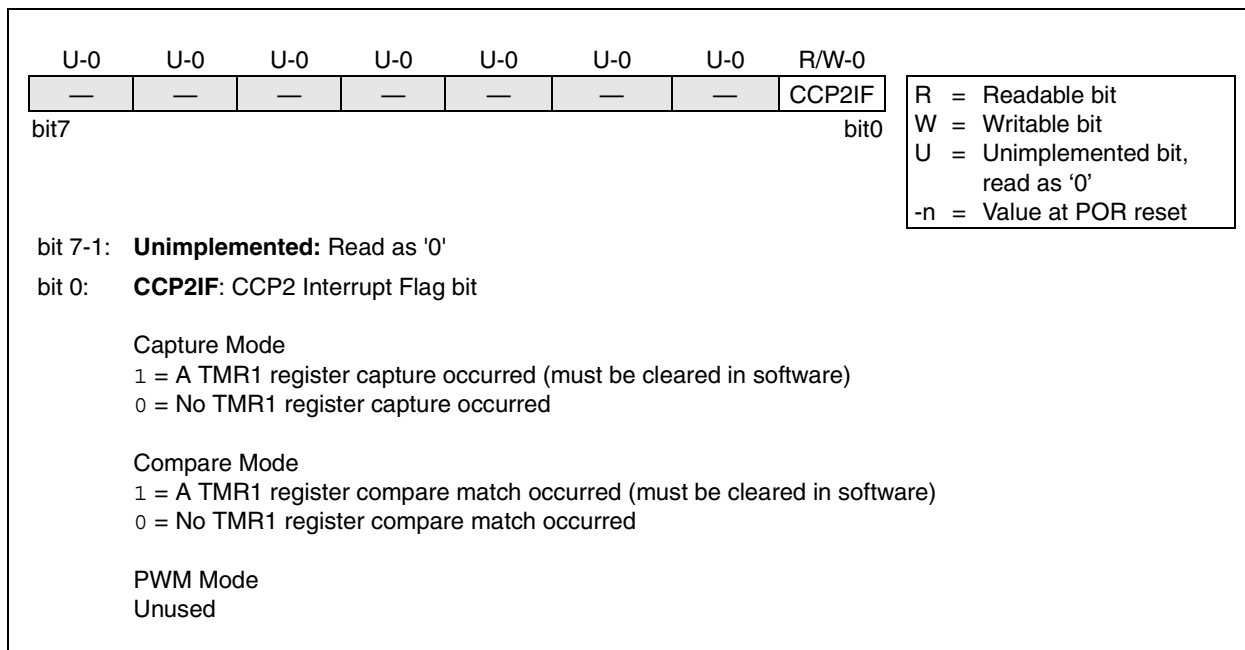 U-0 U-0 U-0 U-0 U-0 U-0 U-0 R/W-0
— — — — — — — CCP2IF
bit7 bit0
R = Readable bit
W = Writable bit
U = Unimplemented bit,
read as ‘0’
-n = Value at POR reset
bit 7-1: Unimplemented: Read as '0'
bit 0: CCP2IF: CCP2 Interrupt Flag bit
Capture Mode
1 = A TMR1 register capture occurred (must be cleared in software)
0 = No TMR1 register capture occurred
Compare Mode
1 = A TMR1 register compare match occurred (must be cleared in software)
0 = No TMR1 register compare match occurred
PWM Mode
Unused